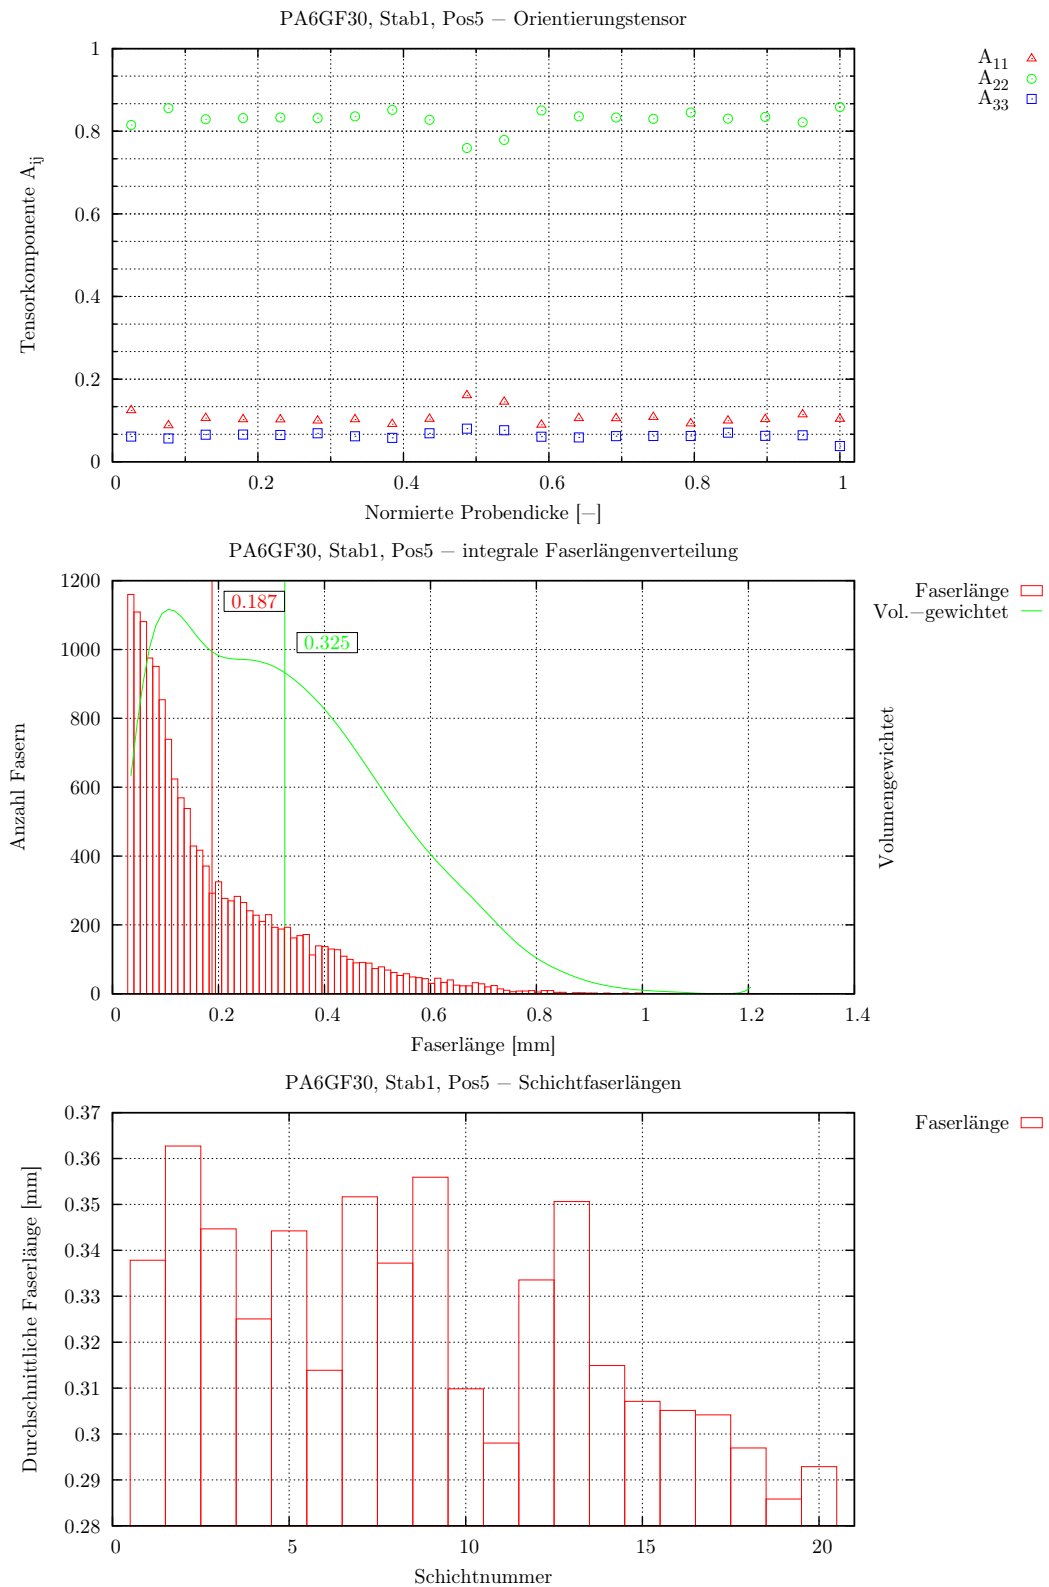 PA6GF30, Stab1, Pos5 − Orientierungstensor
1
0.8
0.6
0.4
0.2
0
Tensorkomponente A_ij
0 0.2 0.4 0.6 0.8 1
Normierte Probendicke [−]
A_11
A_22
A_33
PA6GF30, Stab1, Pos5 − integrale Faserlängenverteilung
1200
1000
800
600
400
200
0
Anzahl Fasern
0.187
0.325
Faserlänge
Vol.−gewichtet
Volumengewichtet
0 0.2 0.4 0.6 0.8 1 1.2 1.4
Faserlänge [mm]
PA6GF30, Stab1, Pos5 − Schichtfaserlängen
0.37
0.36
0.35
0.34
0.33
0.32
0.31
0.3
0.29
0.28
Durchschnittliche Faserlänge [mm]
Faserlänge
0 5 10 15 20
Schichtnummer